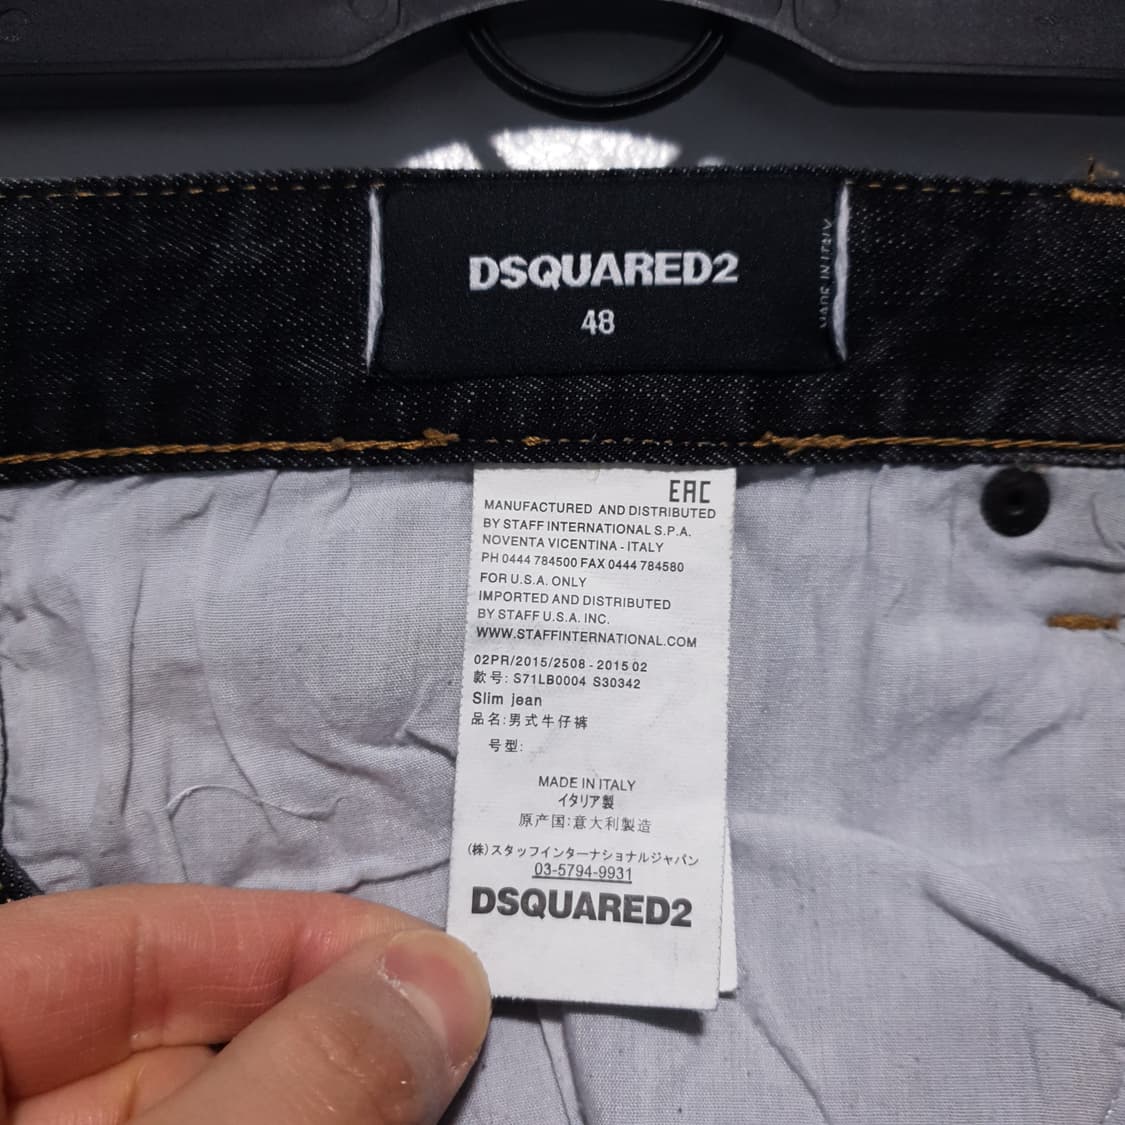 DSQUARED2
48
MADE IN ITALY
EAC
MANUFACTURED AND DISTRIBUTED
BY STAFF INTERNATIONAL S.P.A.
NOVENTA VICENTINA - ITALY
PH 0444 784500 FAX 0444 784580
FOR U.S.A. ONLY
IMPORTED AND DISTRIBUTED
BY STAFF U.S.A. INC.
WWW.STAFFINTERNATIONAL.COM
02PR/2015/2508 - 2015 02
款号: S71LB0004 S30342
Slim jean
品名:男式牛仔裤
号型:
MADE IN ITALY
イタリア製
原产国:意大利製造
(株)スタッフインターナショナルジャパン
03-5794-9931
DSQUARED2